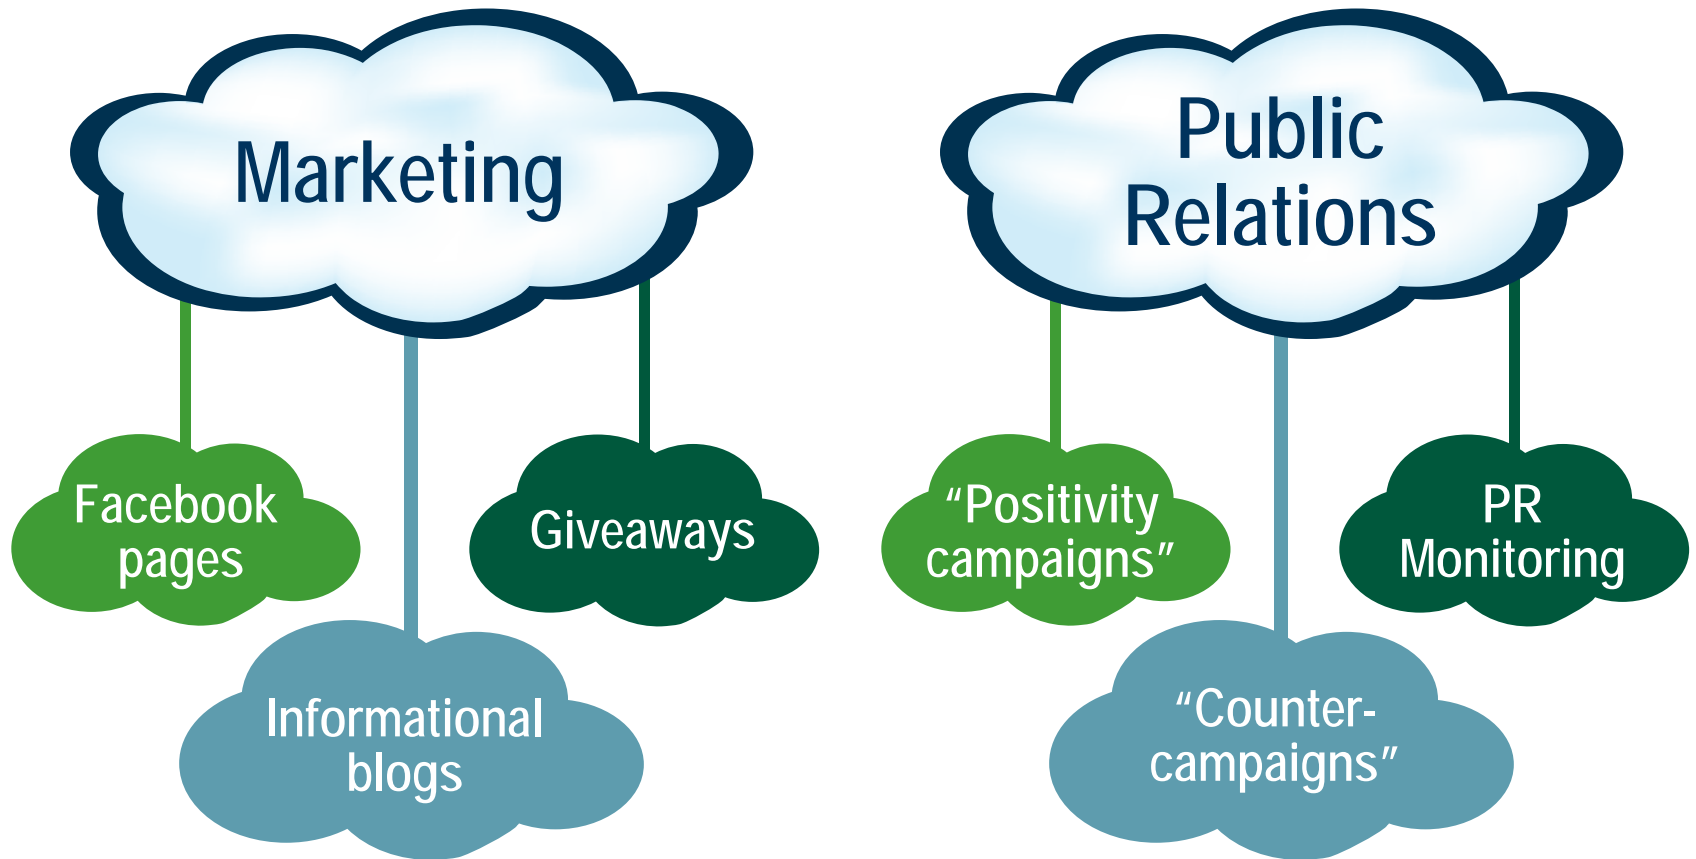 Marketing
Facebook
pages
Giveaways
Informational
blogs
Public
Relations
“Positivity
campaigns”
PR
Monitoring
“Counter-
campaigns”